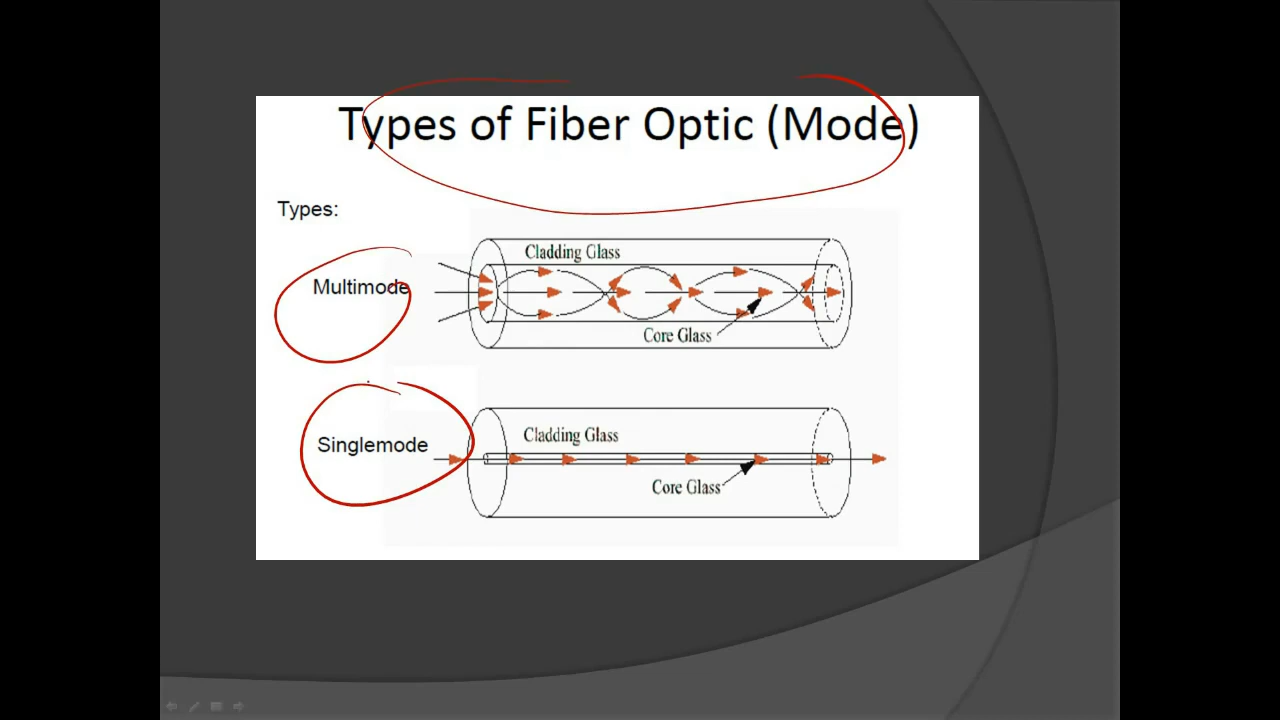 Types of Fiber Optic (Mode)
Types:
Cladding Glass
Multimode
Core Glass
Cladding Glass
Singlemode
Core Glass